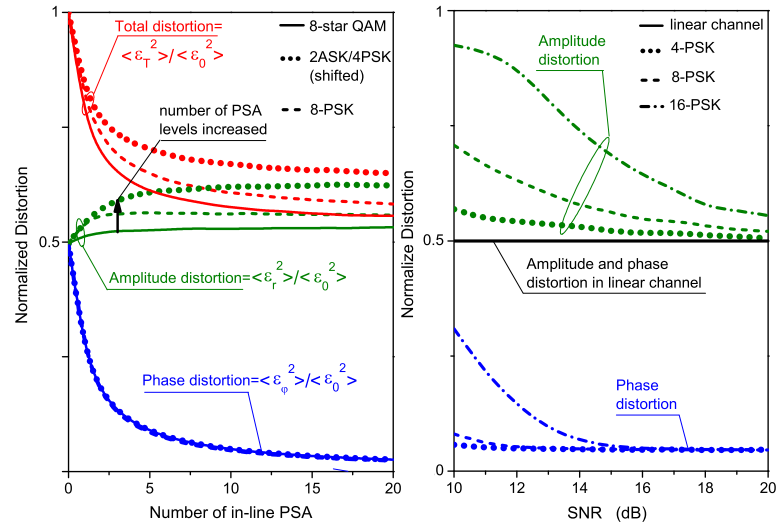 Normalized Distortion
1
0.5
0
0
5
10
15
20
Number of in-line PSA
Total distortion=
<ε_T^2>/<ε_0^2>
8-star QAM
2ASK/4PSK
(shifted)
8-PSK
number of PSA
levels increased
Amplitude distortion=<ε_r^2>/<ε_0^2>
Phase distortion=<ε_φ^2>/<ε_0^2>
Normalize Distortion
1
0.5
0
10
12
14
16
18
20
SNR (dB)
Amplitude
distortion
linear channel
4-PSK
8-PSK
16-PSK
Amplitude and phase
distortion in linear channel
Phase
distortion